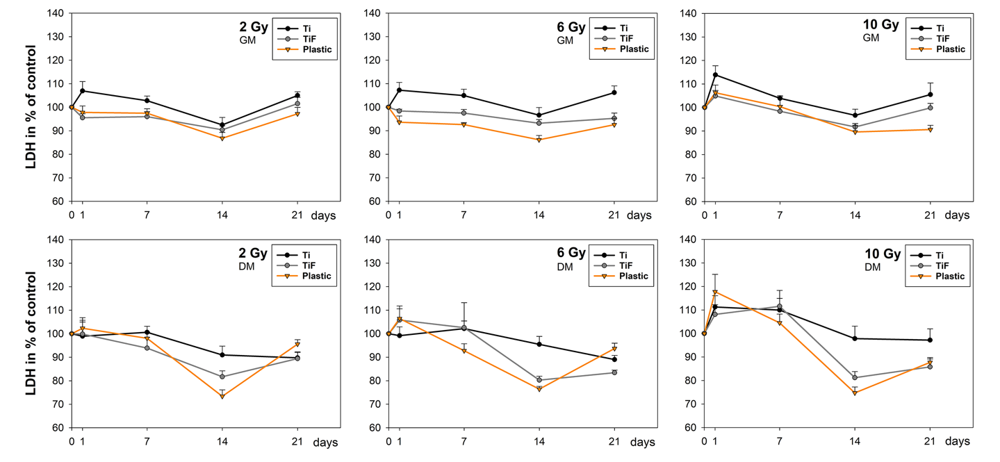 LDH in % of control
140
130
120
110
100
90
80
70
60
2 Gy
GM
Ti
TiF
Plastic
0 1 7 14 21 days
140
130
120
110
100
90
80
70
60
6 Gy
GM
Ti
TiF
Plastic
0 1 7 14 21 days
140
130
120
110
100
90
80
70
60
10 Gy
GM
Ti
TiF
Plastic
0 1 7 14 21 days
LDH in % of control
140
130
120
110
100
90
80
70
60
2 Gy
DM
Ti
TiF
Plastic
0 1 7 14 21 days
140
130
120
110
100
90
80
70
60
6 Gy
DM
Ti
TiF
Plastic
0 1 7 14 21 days
140
130
120
110
100
90
80
70
60
10 Gy
DM
Ti
TiF
Plastic
0 1 7 14 21 days